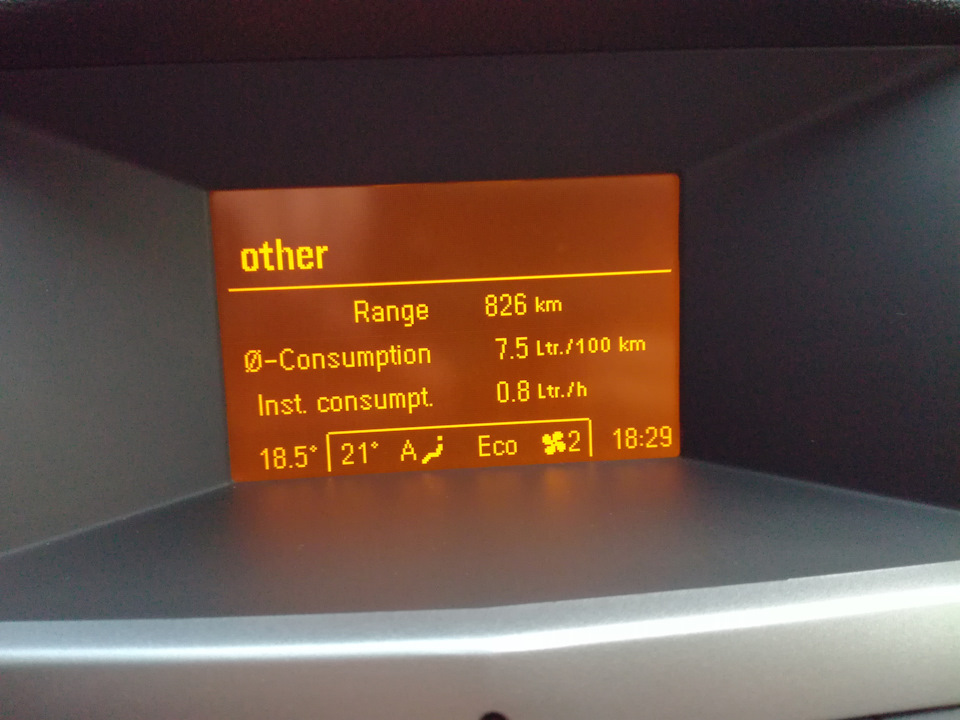 other
Range 826 km
Ø-Consumption 7.5 Ltr./100 km
Inst. consumpt. 0.8 Ltr./h
18.5° 21° A Eco 2 18:29